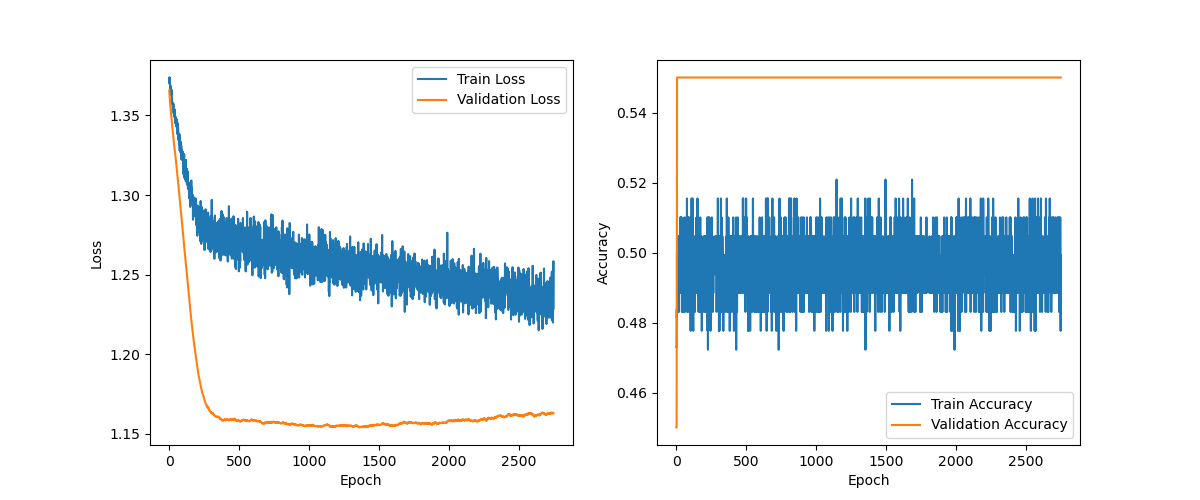 Train Loss
Validation Loss
1.35
1.30
1.25
1.20
1.15
Loss
0 500 1000 1500 2000 2500
Epoch
0.54
0.52
0.50
0.48
0.46
Accuracy
Train Accuracy
Validation Accuracy
0 500 1000 1500 2000 2500
Epoch